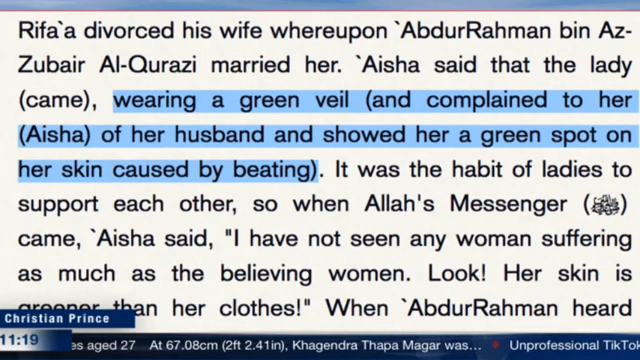 Rifa`a divorced his wife whereupon `AbdurRahman bin Az-
Zubair Al-Qurazi married her. `Aisha said that the lady
(came), wearing a green veil (and complained to her
(Aisha) of her husband and showed her a green spot on
her skin caused by beating). It was the habit of ladies to
support each other, so when Allah's Messenger (ﷺ)
came, `Aisha said, "I have not seen any woman suffering
as much as the believing women. Look! Her skin is
greener than her clothes!" When `AbdurRahman heard
Christian Prince
11:19 es aged 27 At 67.08cm (2ft 2.41in), Khagendra Thapa Magar was... Unprofessional TikTok